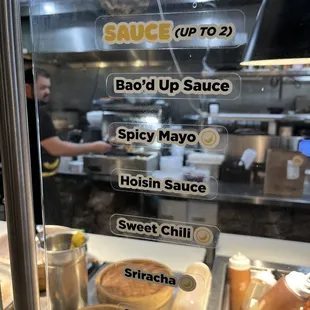 SAUCE (UP TO 2)
Bao'd Up Sauce
Spicy Mayo
Hoisin Sauce
Sweet Chili
Sriracha